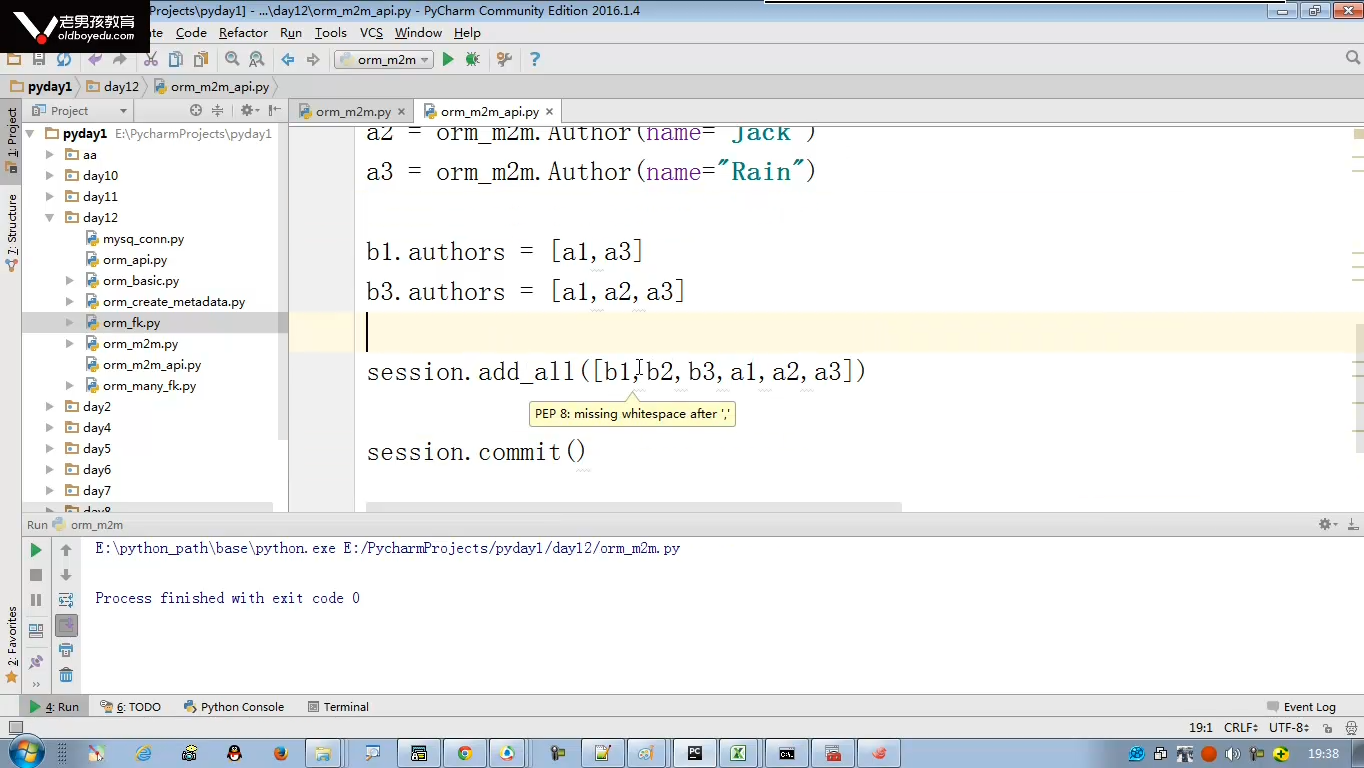 老男孩教育
oldboyedu.com
Projects\pyday1] - ...\day12\orm_m2m_api.py - PyCharm Community Edition 2016.1.4
ate Code Refactor Run Tools VCS Window Help
orm_m2m
pyday1 day12 orm_m2m_api.py
Project
orm_m2m.py orm_m2m_api.py
1: Project
7: Structure
2: Favorites
pyday1 E:\PycharmProjects\pyday1
aa
day10
day11
day12
mysq_conn.py
orm_api.py
orm_basic.py
orm_create_metadata.py
orm_fk.py
orm_m2m.py
orm_m2m_api.py
orm_many_fk.py
day2
day4
day5
day6
day7
day8
a2 = orm_m2m.Author(name="Jack")
a3 = orm_m2m.Author(name="Rain")
b1.authors = [a1,a3]
b3.authors = [a1,a2,a3]
session.add_all([b1,b2,b3,a1,a2,a3])
PEP 8: missing whitespace after ','
session.commit()
Run orm_m2m
E:\python_path\base\python.exe E:/PycharmProjects/pyday1/day12/orm_m2m.py
Process finished with exit code 0
4: Run 6: TODO Python Console Terminal Event Log
19:1 CRLF UTF-8
19:38